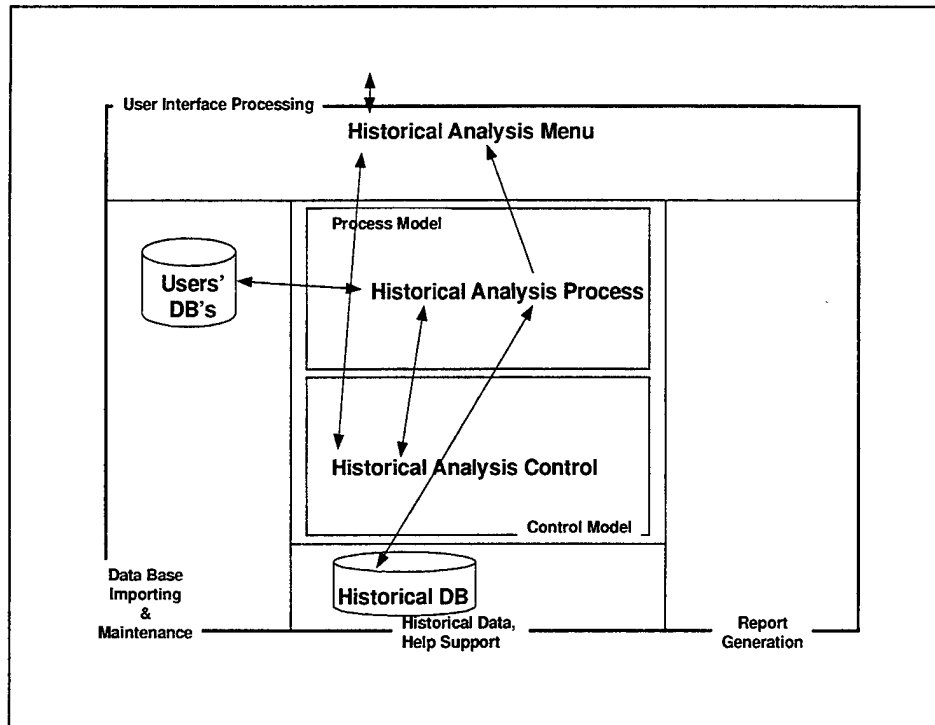 User Interface Processing
Historical Analysis Menu
Process Model
Users'
DB's
Historical Analysis Process
Historical Analysis Control
Control Model
Data Base
Importing
&
Maintenance
Historical DB
Historical Data,
Help Support
Report
Generation